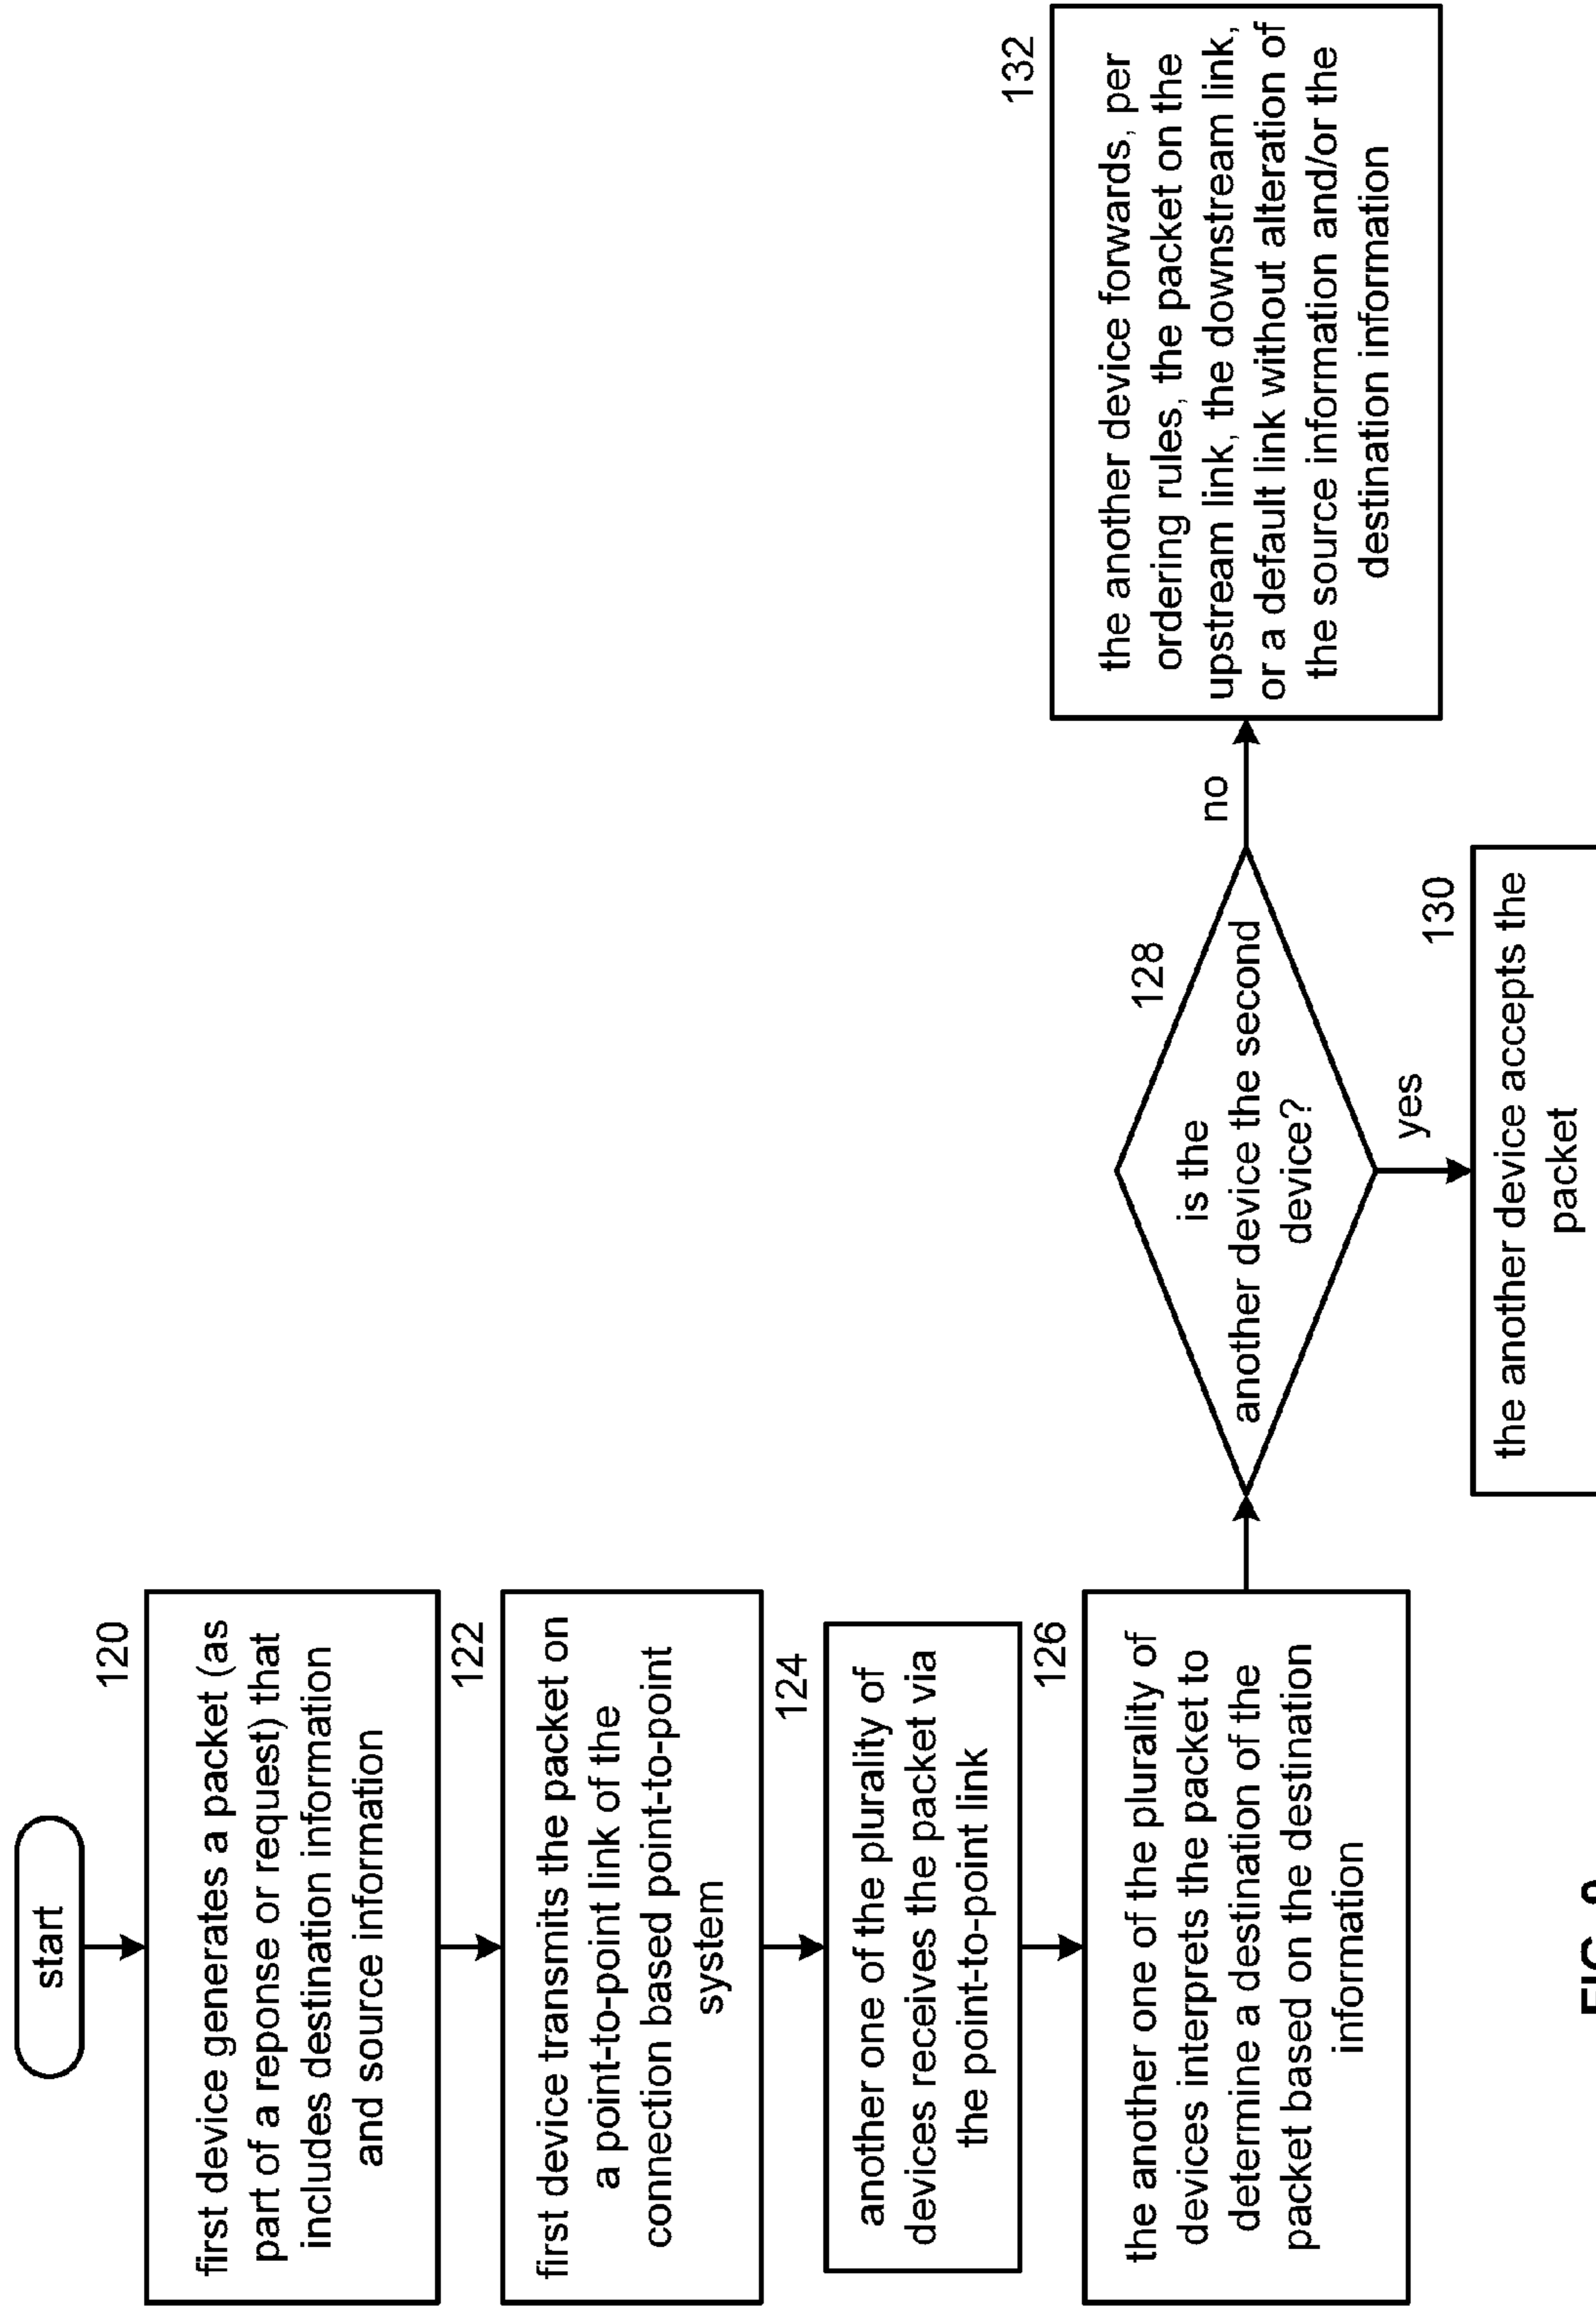 start
120
first device generates a packet (as
part of a reponse or request) that
includes destination information
and source information
122
first device transmits the packet on
a point-to-point link of the
connection based point-to-point
system
124
another one of the plurality of
devices receives the packet via
the point-to-point link
126
the another one of the plurality of
devices interprets the packet to
determine a destination of the
packet based on the destination
information
128
is the
another device the second
device?
yes
no
130
the another device accepts the
packet
132
the another device forwards, per
ordering rules, the packet on the
upstream link, the downstream link,
or a default link without alteration of
the source information and/or the
destination information
FIG.